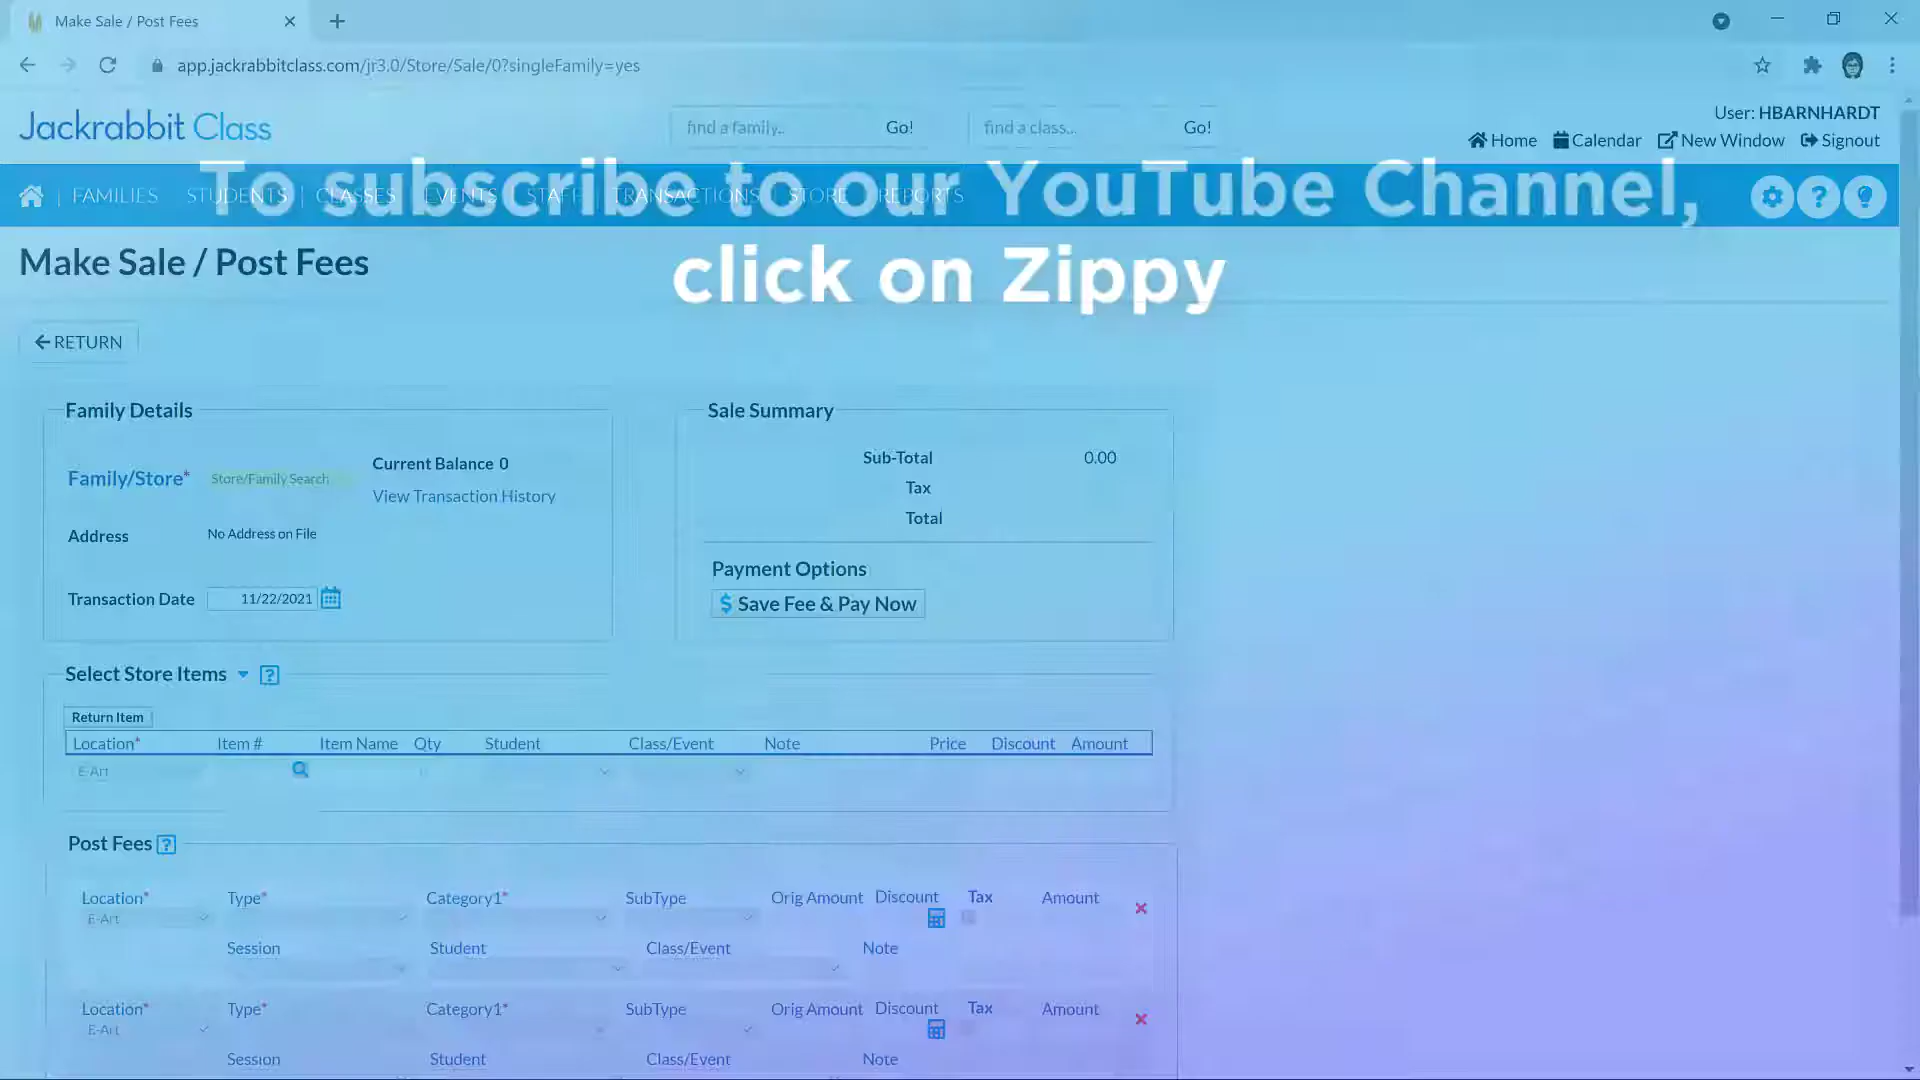 Make Sale / Post Fees
app.jackrabbitclass.com/jr3.0/Store/Sale/0?singleFamily=yes
Jackrabbit Class
find a family..
Go!
find a class...
Go!
User: HBARNHARDT
Home Calendar New Window Signout
FAMILIES | STUDENTS | CLASSES | EVENTS | STAFF | TRANSACTIONS | STORE | REPORTS
To subscribe to our YouTube Channel,
click on Zippy
Make Sale / Post Fees
RETURN
Family Details
Family/Store* Store/Family Search
Current Balance 0
View Transaction History
Address No Address on File
Transaction Date 11/22/2021
Sale Summary
Sub-Total 0.00
Tax
Total
Payment Options
$ Save Fee & Pay Now
Select Store Items ?
Return Item
Location* Item # Item Name Qty Student Class/Event Note Price Discount Amount
E-Art
Post Fees ?
Location* Type* Category1* SubType Orig Amount Discount Tax Amount
E-Art
Session Student Class/Event Note
Location* Type* Category1* SubType Orig Amount Discount Tax Amount
E-Art
Session Student Class/Event Note